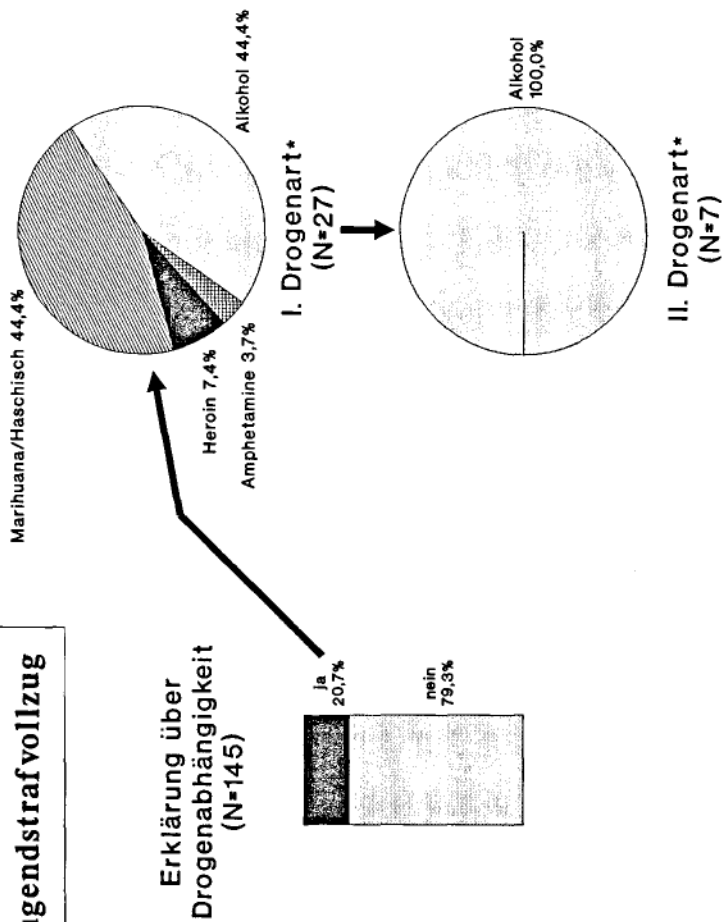 gendstrafvollzug
Erklärung über
Drogenabhängigkeit
(N=145)
ja
20,7%
nein
79,3%
Marihuana/Haschisch 44,4%
Heroin 7,4%
Amphetamine 3,7%
Alkohol 44,4%
I. Drogenart*
(N=27)
Alkohol
100,0%
II. Drogenart*
(N=7)